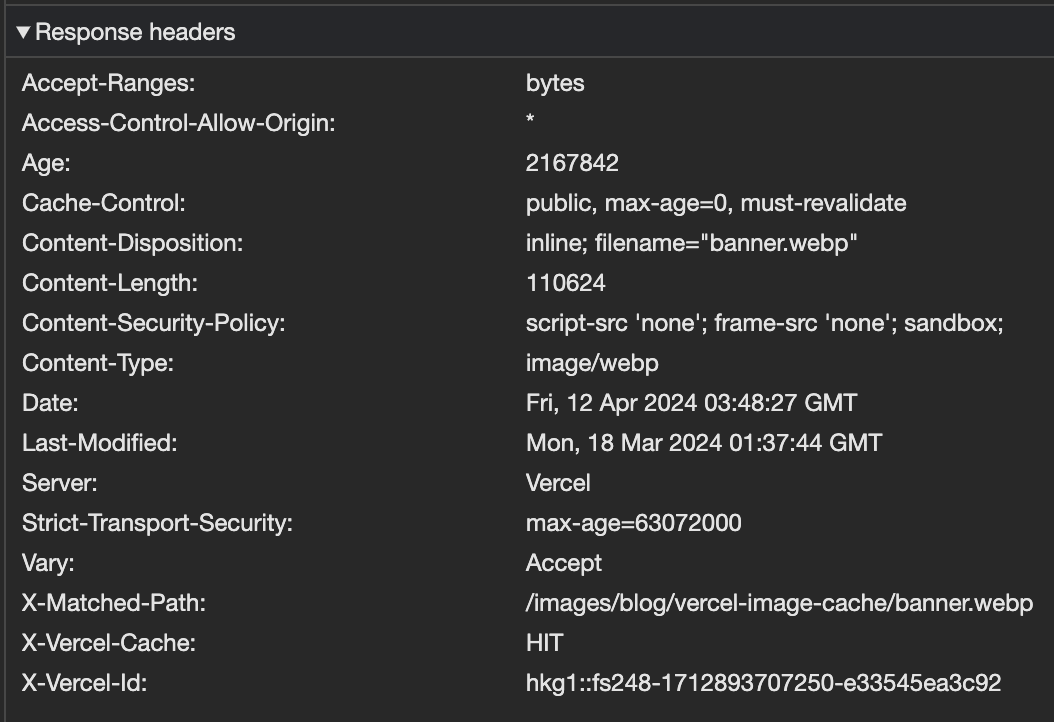 ▼ Response headers
Accept-Ranges: bytes
Access-Control-Allow-Origin: *
Age: 2167842
Cache-Control: public, max-age=0, must-revalidate
Content-Disposition: inline; filename="banner.webp"
Content-Length: 110624
Content-Security-Policy: script-src 'none'; frame-src 'none'; sandbox;
Content-Type: image/webp
Date: Fri, 12 Apr 2024 03:48:27 GMT
Last-Modified: Mon, 18 Mar 2024 01:37:44 GMT
Server: Vercel
Strict-Transport-Security: max-age=63072000
Vary: Accept
X-Matched-Path: /images/blog/vercel-image-cache/banner.webp
X-Vercel-Cache: HIT
X-Vercel-Id: hkg1::fs248-1712893707250-e33545ea3c92